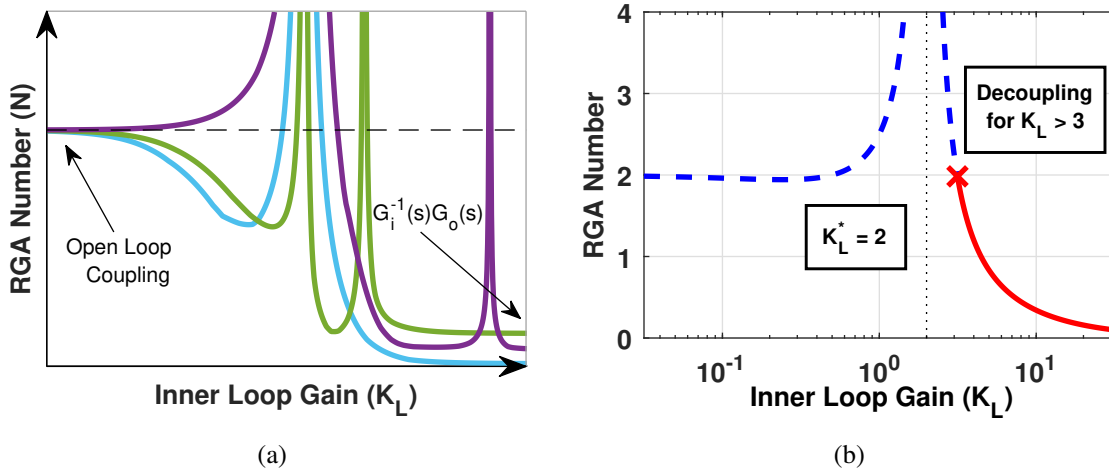 RGA Number (N)
Open Loop
Coupling
G_i^{-1}(s)G_o(s)
Inner Loop Gain (K_L)
(a)
RGA Number
4
3
2
1
0
Decoupling
for K_L > 3
K_L^* = 2
10^{-1}
10^0
10^1
Inner Loop Gain (K_L)
(b)